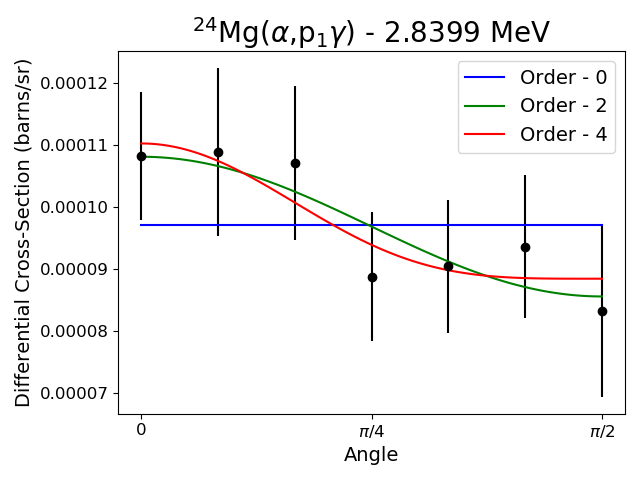 ²⁴Mg(α,p₁γ) - 2.8399 MeV
Order - 0
Order - 2
Order - 4
Differential Cross-Section (barns/sr)
0.00012
0.00011
0.00010
0.00009
0.00008
0.00007
0
π/4
π/2
Angle